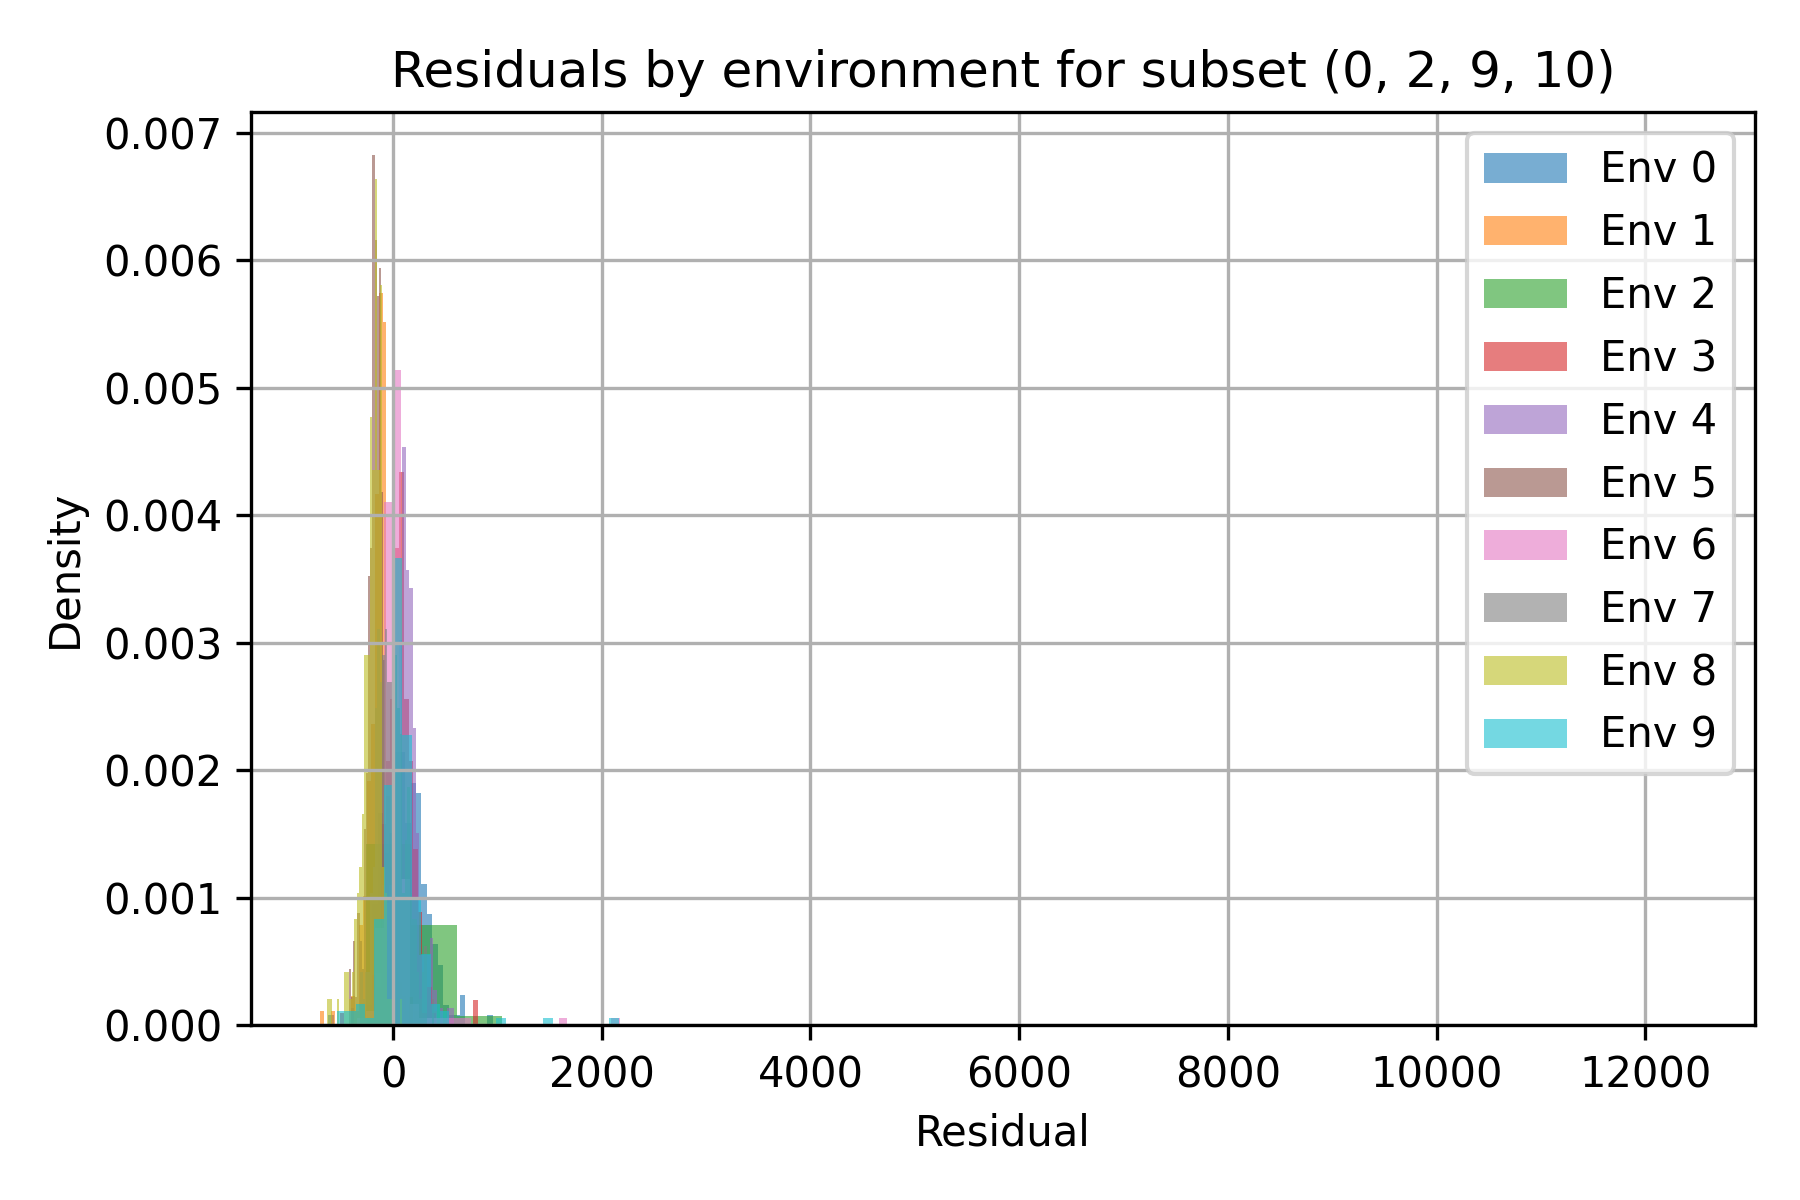 Residuals by environment for subset (0, 2, 9, 10)
0.007
0.006
0.005
0.004
0.003
0.002
0.001
0.000
Density
Env 0
Env 1
Env 2
Env 3
Env 4
Env 5
Env 6
Env 7
Env 8
Env 9
0 2000 4000 6000 8000 10000 12000
Residual